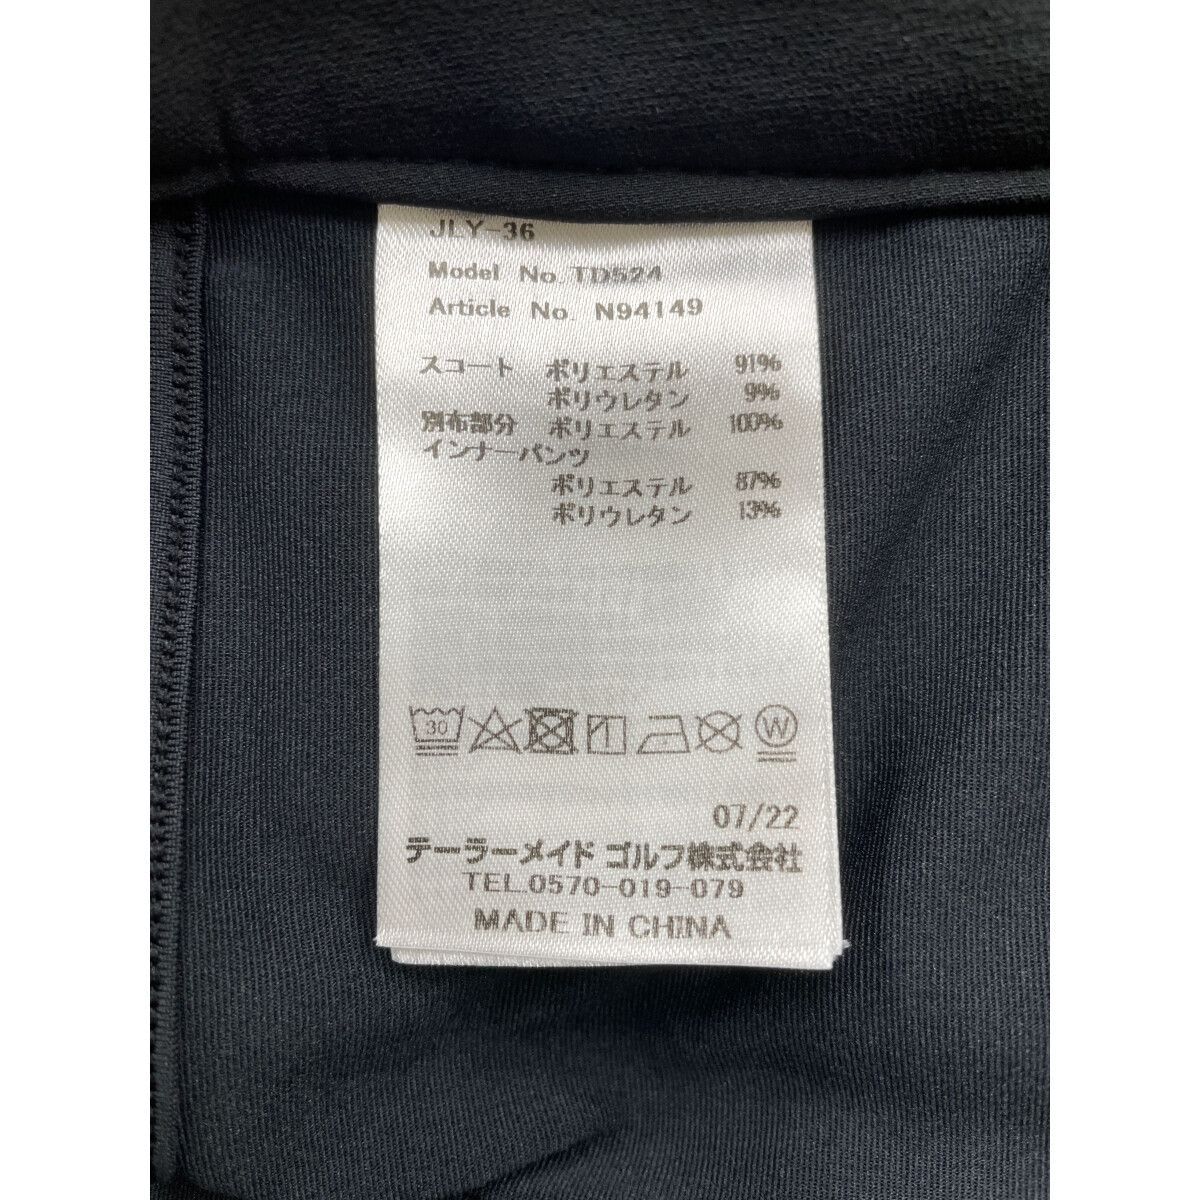 JLY-36
Model No. TD524
Article No. N94149
スコート ポリエステル 91%
ポリウレタン 9%
別布部分 ポリエステル 100%
インナーパンツ
ポリエステル 87%
ポリウレタン 13%
30 W
07/22
テーラーメイド ゴルフ株式会社
TEL.0570-019-079
MADE IN CHINA